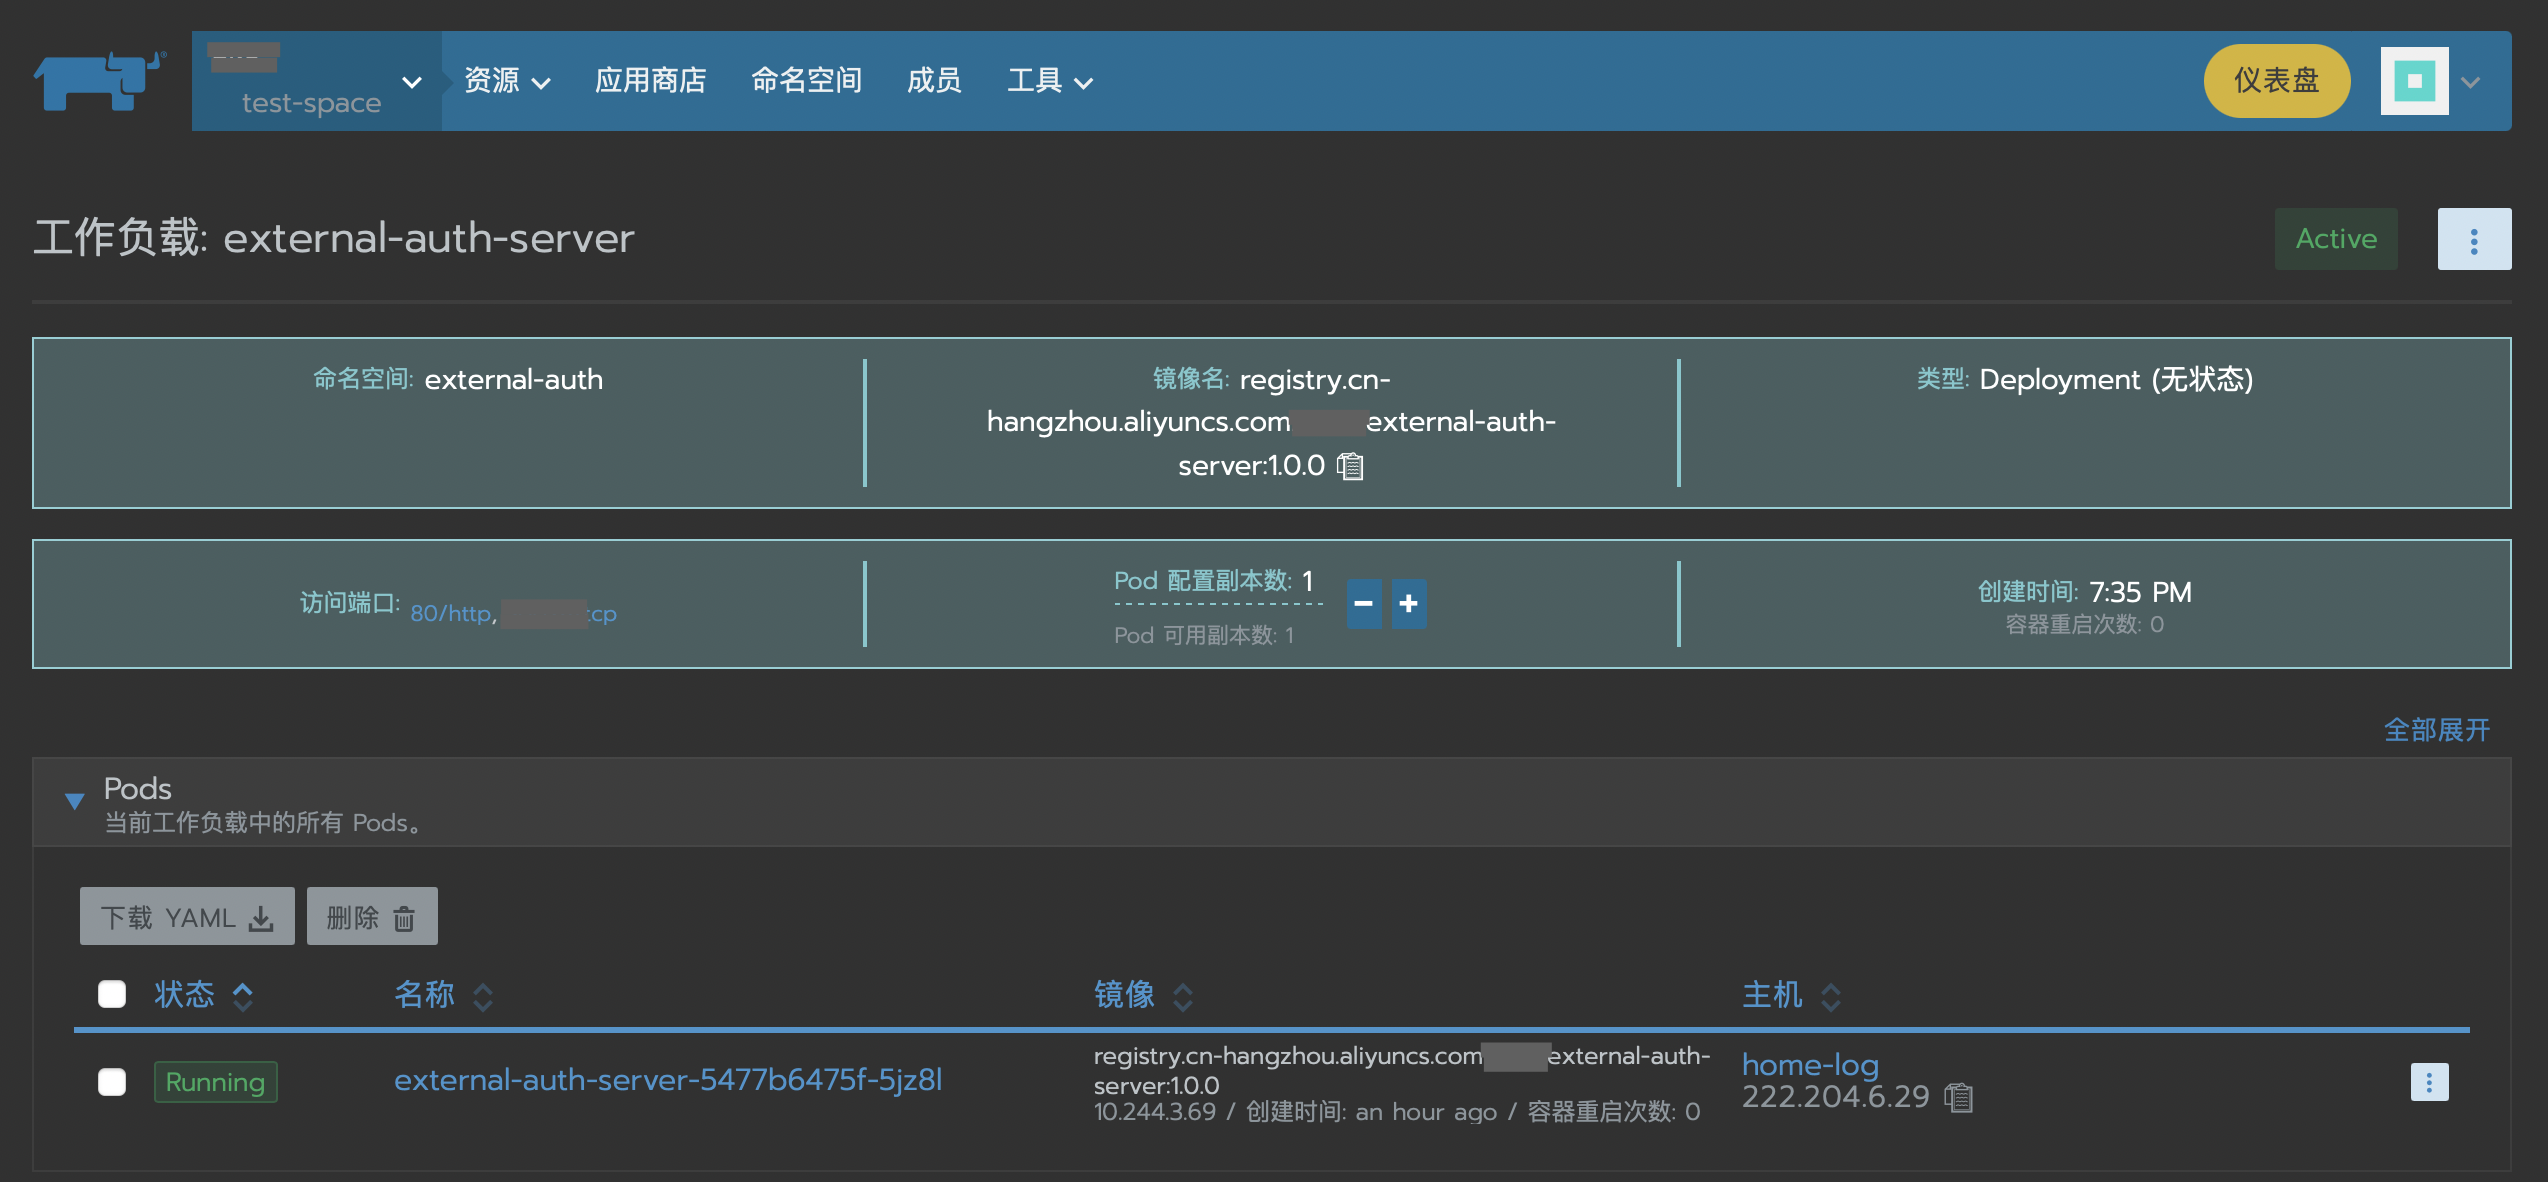 test-space
资源
应用商店
命名空间
成员
工具
仪表盘
工作负载: external-auth-server
Active
命名空间: external-auth
镜像名: registry.cn-
hangzhou.aliyuncs.com external-auth-
server:1.0.0
类型: Deployment (无状态)
访问端口: 80/http, cp
Pod 配置副本数: 1
Pod 可用副本数: 1
创建时间: 7:35 PM
容器重启次数: 0
全部展开
Pods
当前工作负载中的所有 Pods。
下载 YAML
删除
状态
名称
镜像
主机
Running
external-auth-server-5477b6475f-5jz8l
registry.cn-hangzhou.aliyuncs.com external-auth-
server:1.0.0
10.244.3.69 / 创建时间: an hour ago / 容器重启次数: 0
home-log
222.204.6.29